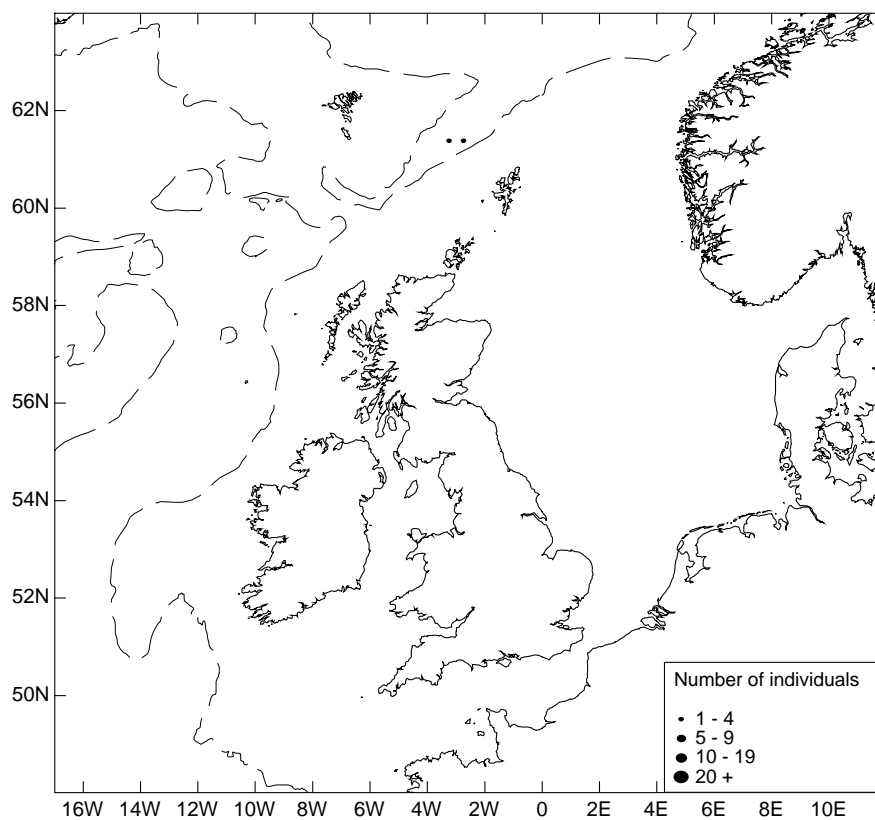 62N
60N
58N
56N
54N
52N
50N
Number of individuals
1 - 4
5 - 9
10 - 19
20 +
16W 14W 12W 10W 8W 6W 4W 2W 0 2E 4E 6E 8E 10E